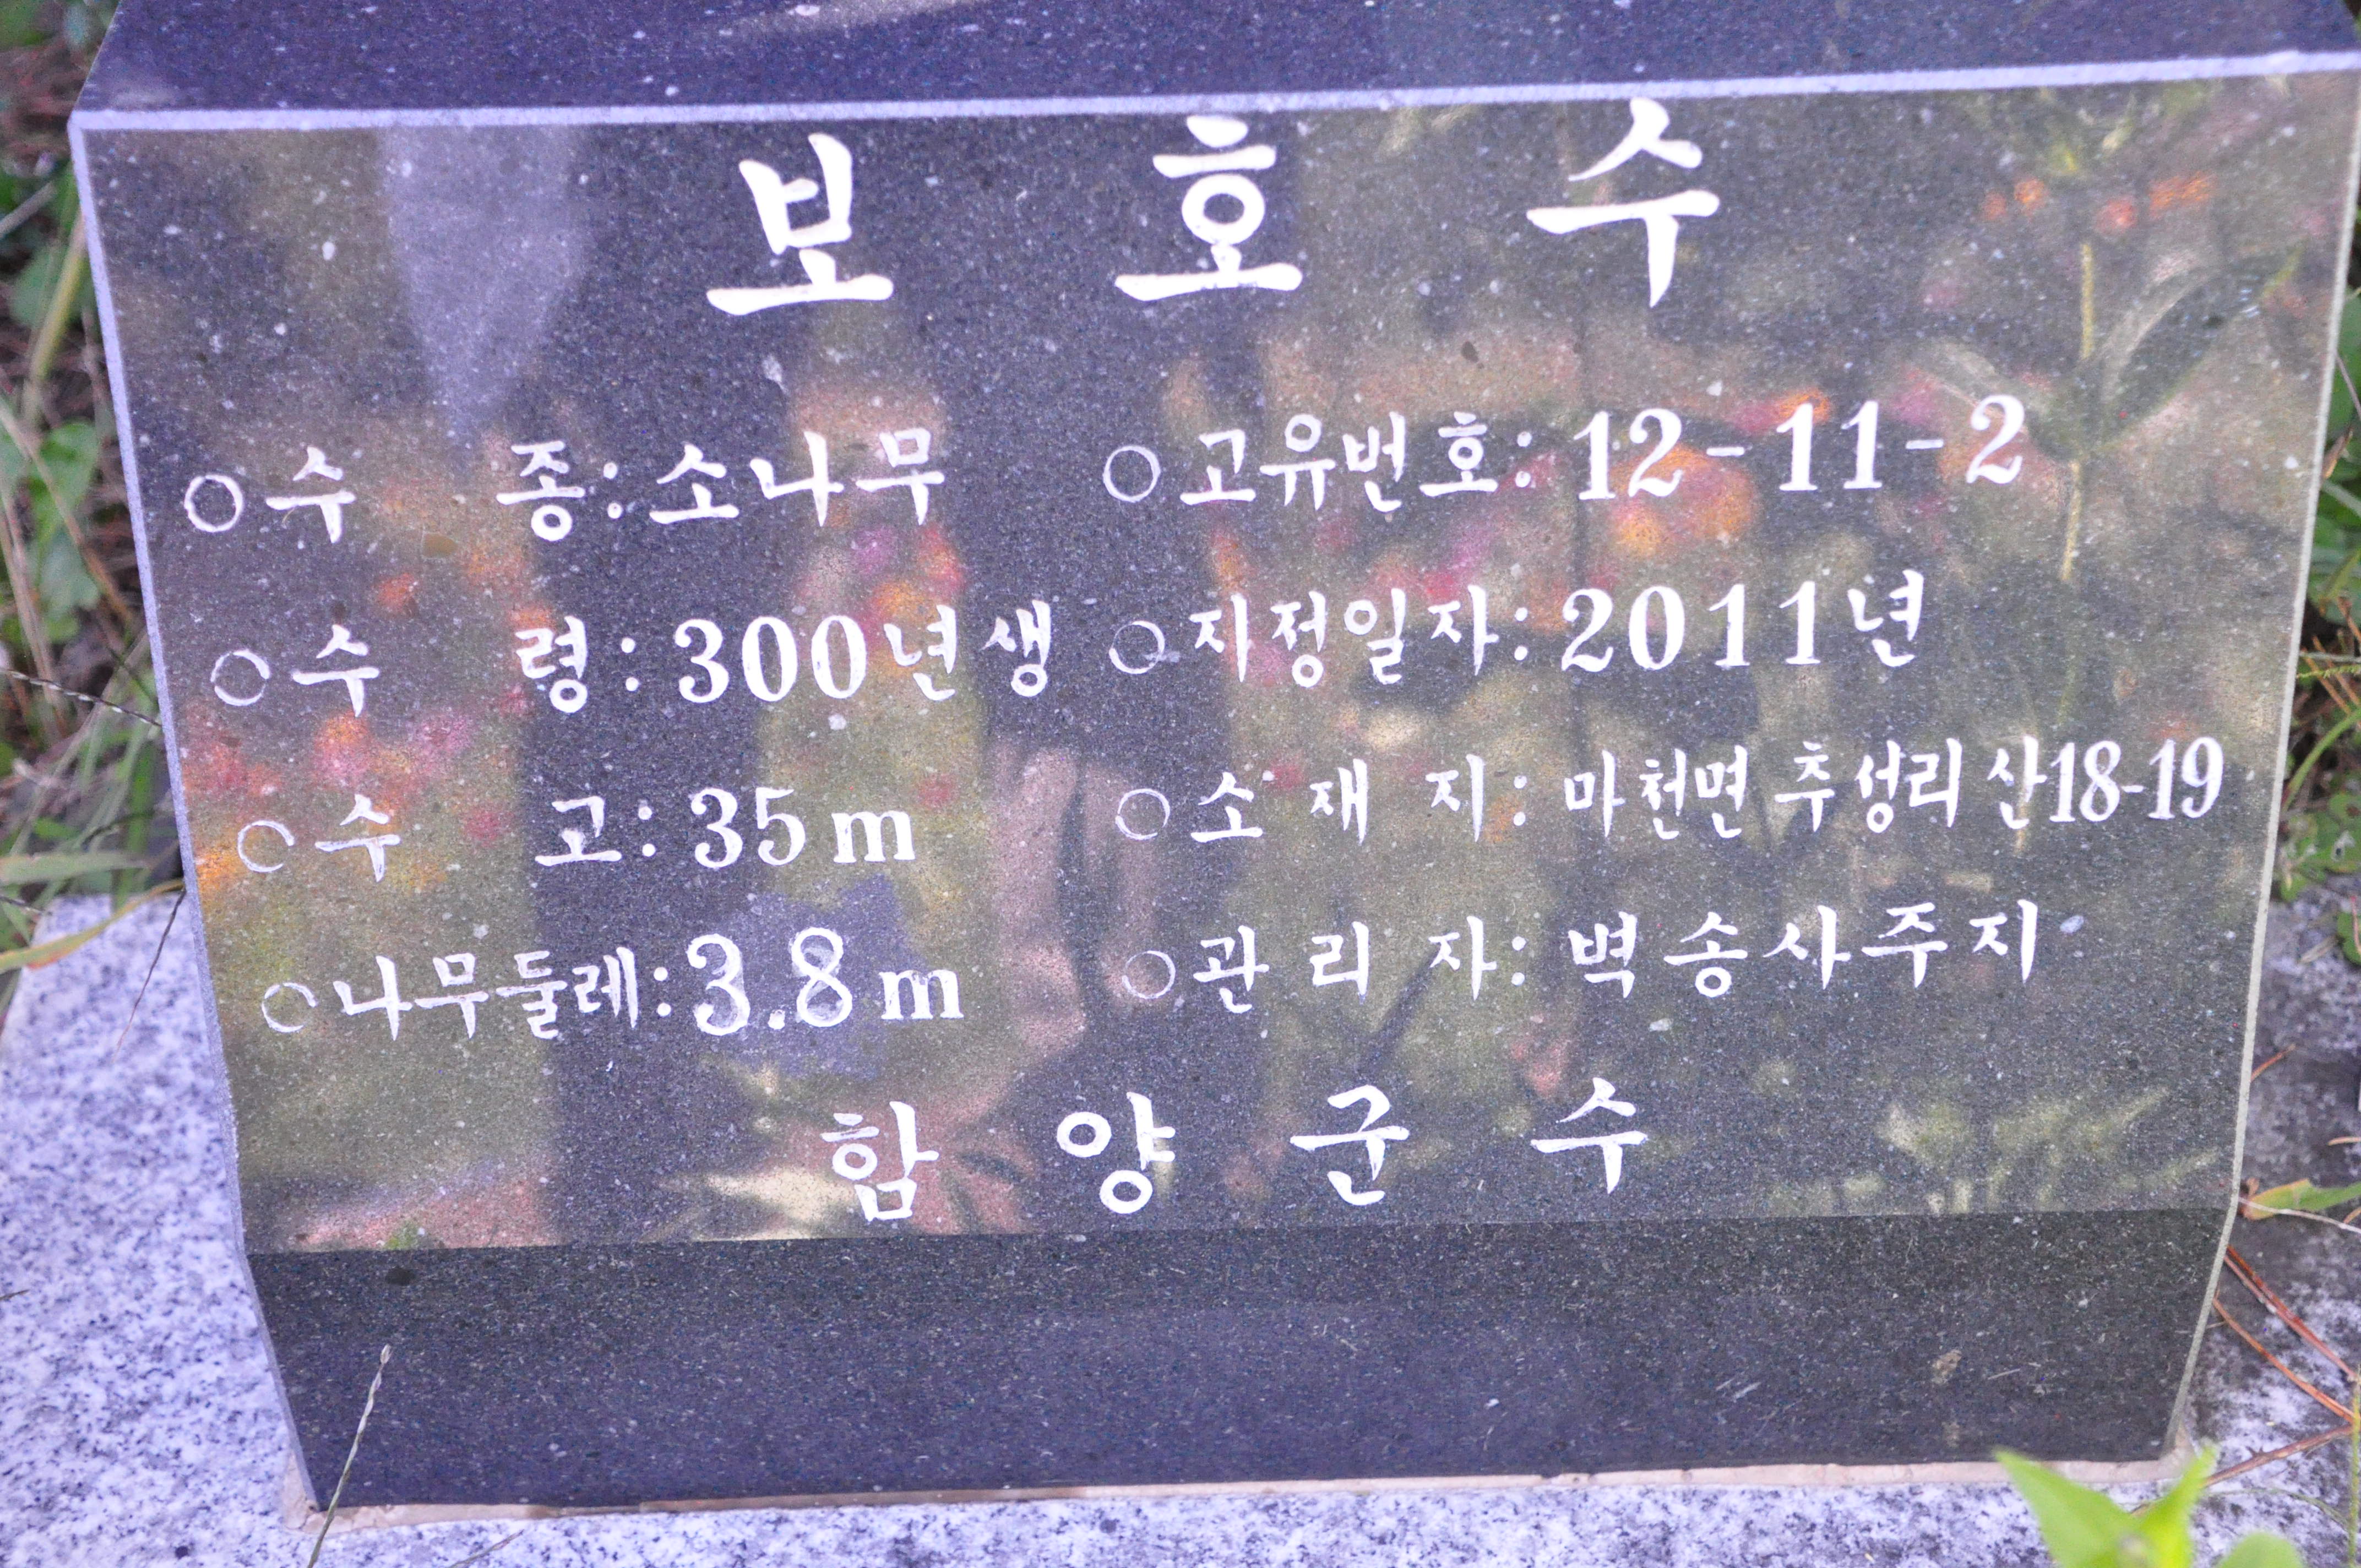 보 호 수
○수 종:소나무 ○고유번호:12-11-2
○수 령:300년생 ○지정일자:2011년
○수 고:35m ○소 재 지: 마천면 추성리 산18-19
○나무둘레:3.8m ○관 리 자: 벽송사주지
함 양 군 수